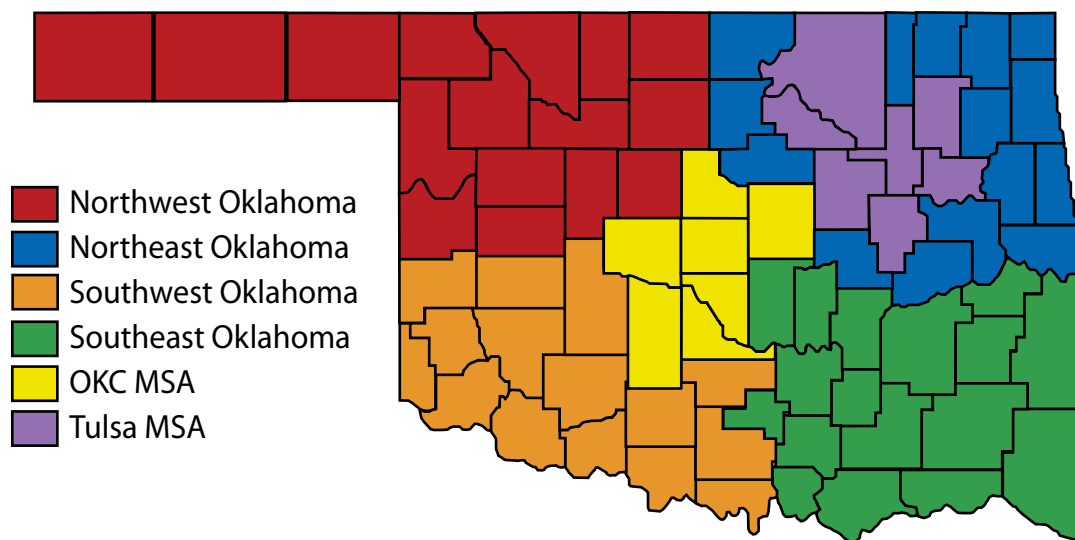 Northwest Oklahoma
Northeast Oklahoma
Southwest Oklahoma
Southeast Oklahoma
OKC MSA
Tulsa MSA